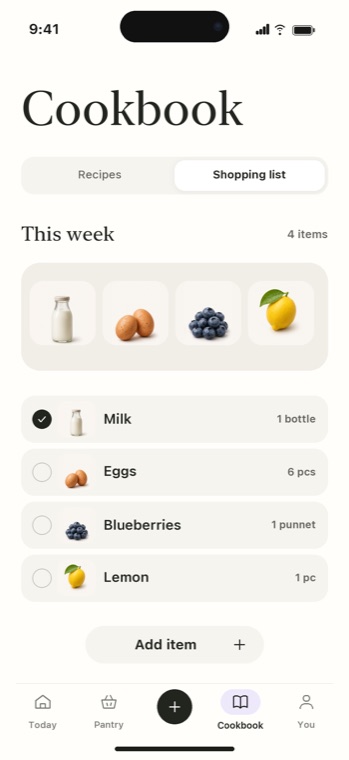 9:41
Cookbook
Recipes
Shopping list
This week
4 items
Milk
1 bottle
Eggs
6 pcs
Blueberries
1 punnet
Lemon
1 pc
Add item +
Today
Pantry
Cookbook
You